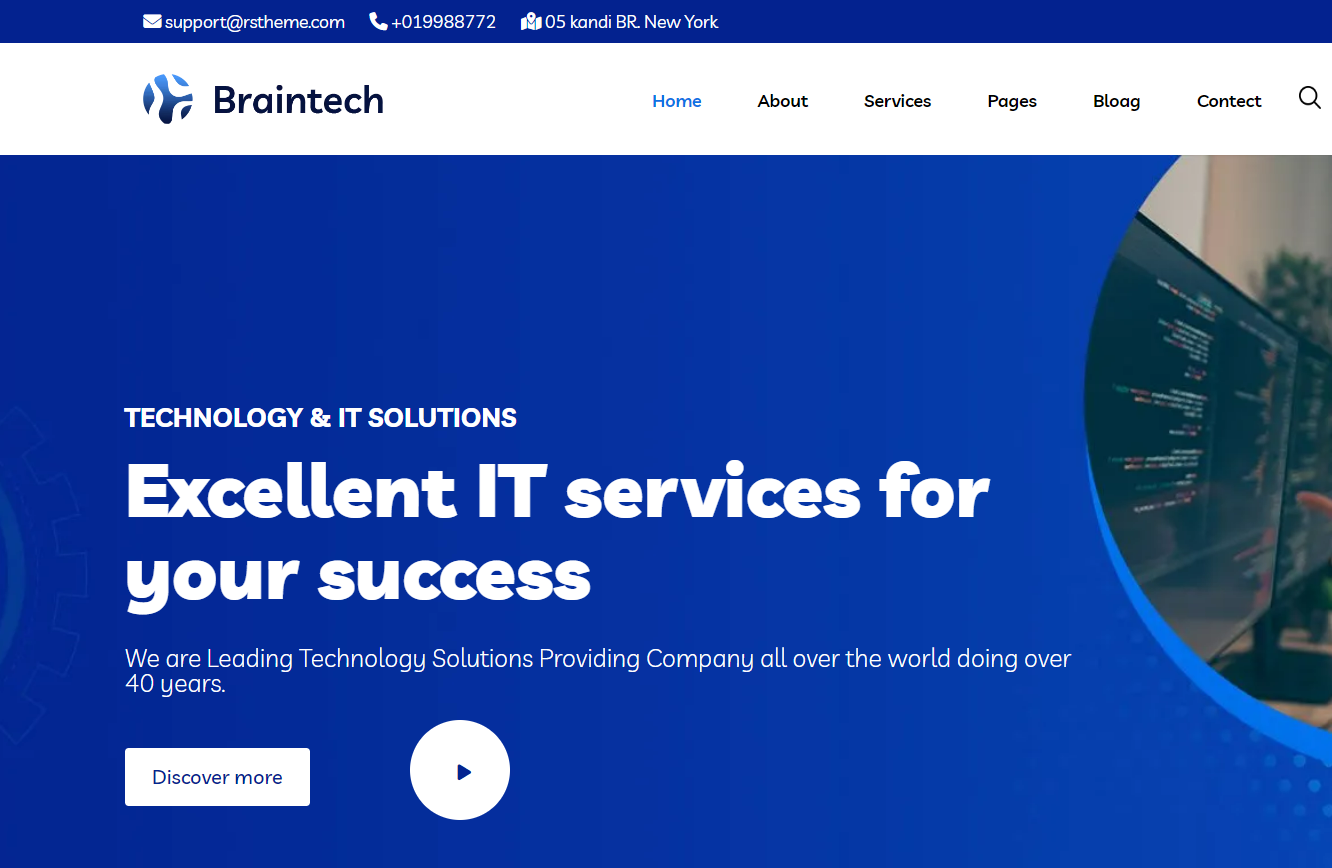 support@rstheme.com +019988772 05 kandi BR. New York
Braintech Home About Services Pages Bloag Contect
TECHNOLOGY & IT SOLUTIONS
Excellent IT services for
your success
We are Leading Technology Solutions Providing Company all over the world doing over
40 years.
Discover more